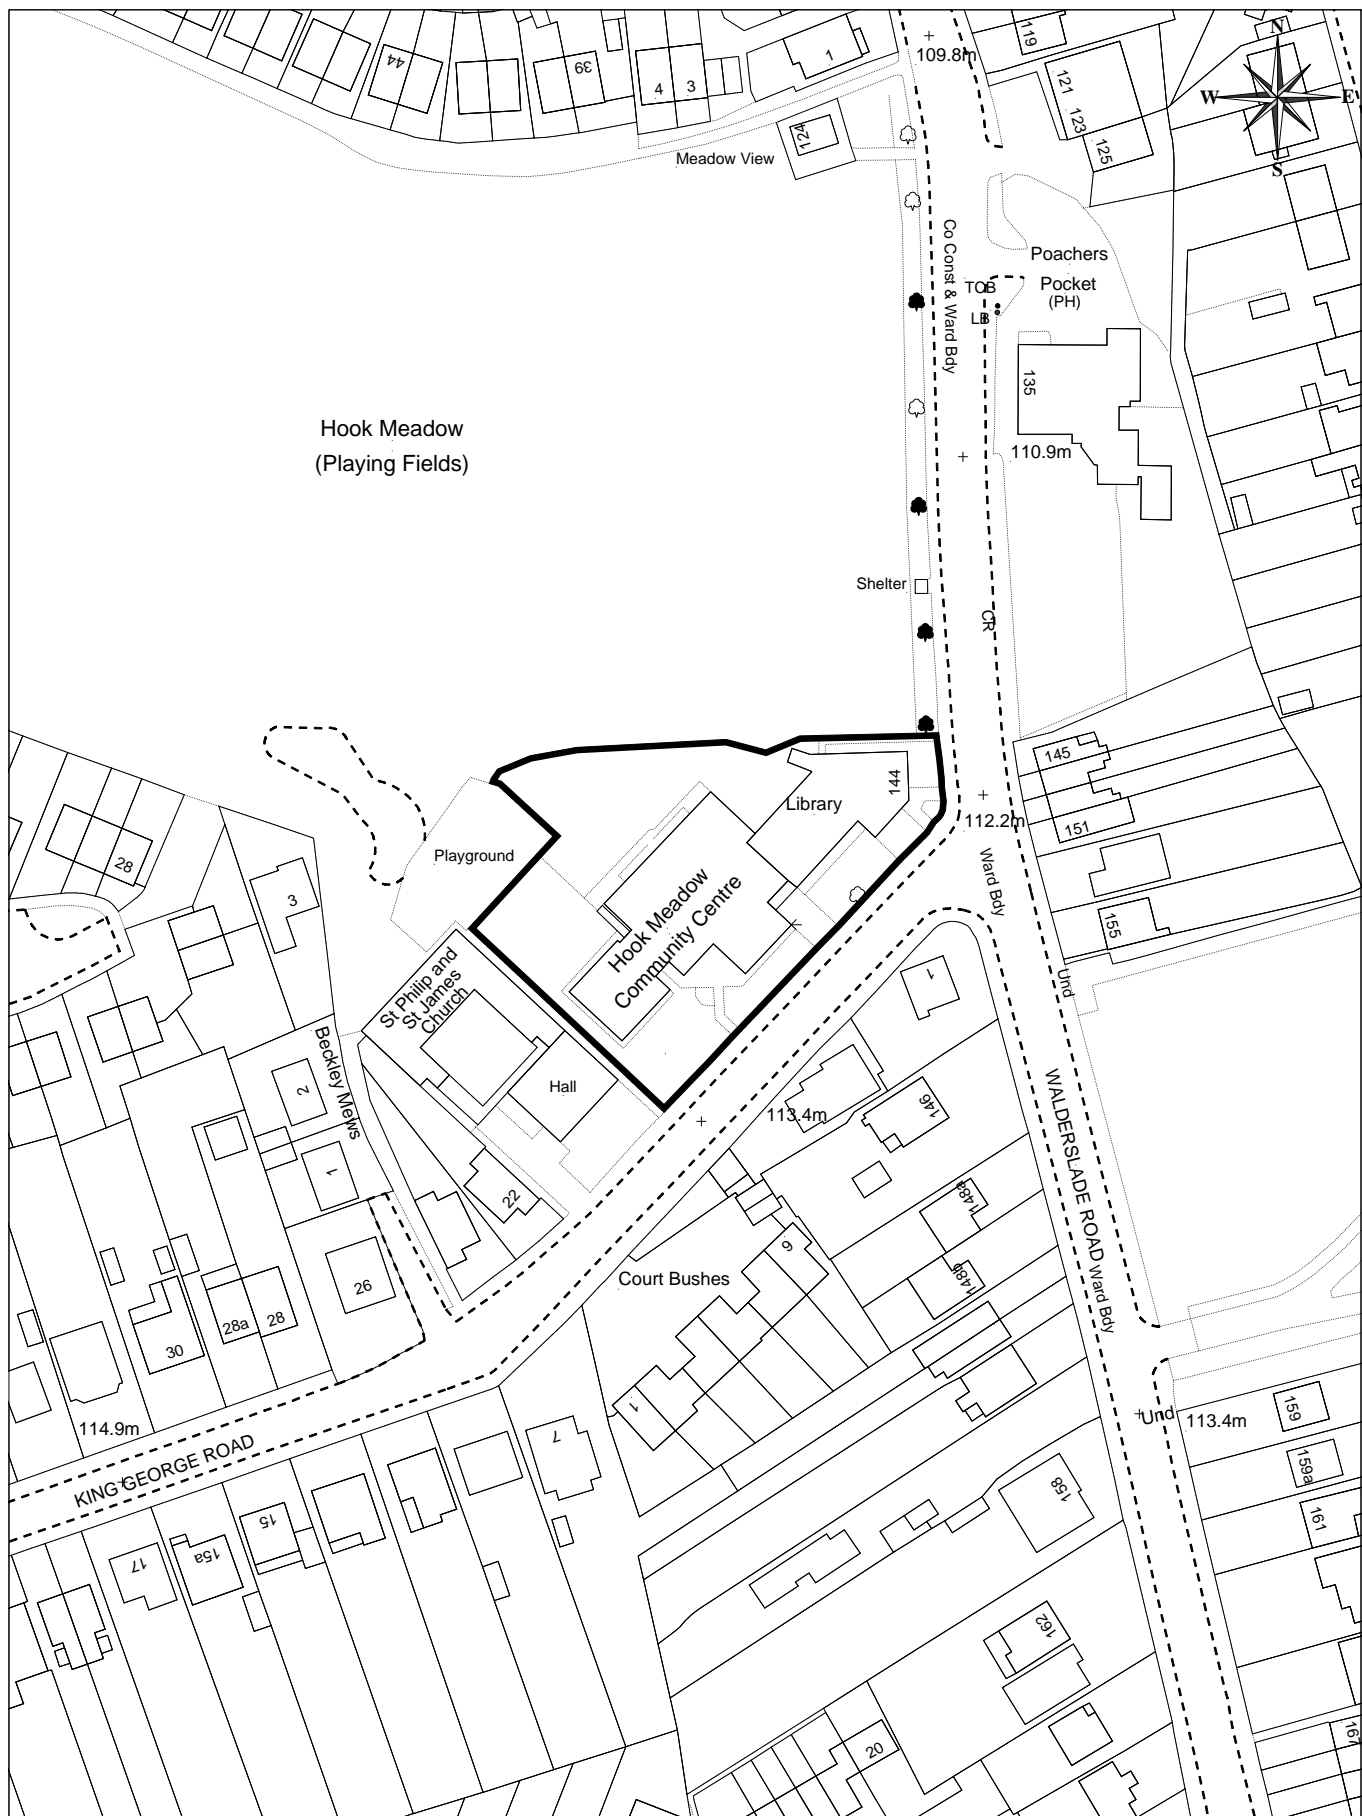 N
W
E
S
44
39
4
3
1
109.8m
119
121
123
125
124
Meadow View
Co Const & Ward Bdy
Poachers
Pocket
(PH)
TCB
LB
135
Hook Meadow
(Playing Fields)
110.9m
Shelter
CR
145
144
Library
112.2m
151
Playground
28
3
Hook Meadow
Community Centre
Ward Bdy
155
St Philip and
St James
Church
1
Und
Beckley Mews
2
Hall
113.4m
146
WALDERSLADE ROAD
1
22
148a
9
Court Bushes
148b
Ward Bdy
26
28a
28
30
1
114.9m
KING GEORGE ROAD
7
Und
113.4m
159
159a
158
161
15
15a
17
162
20
167